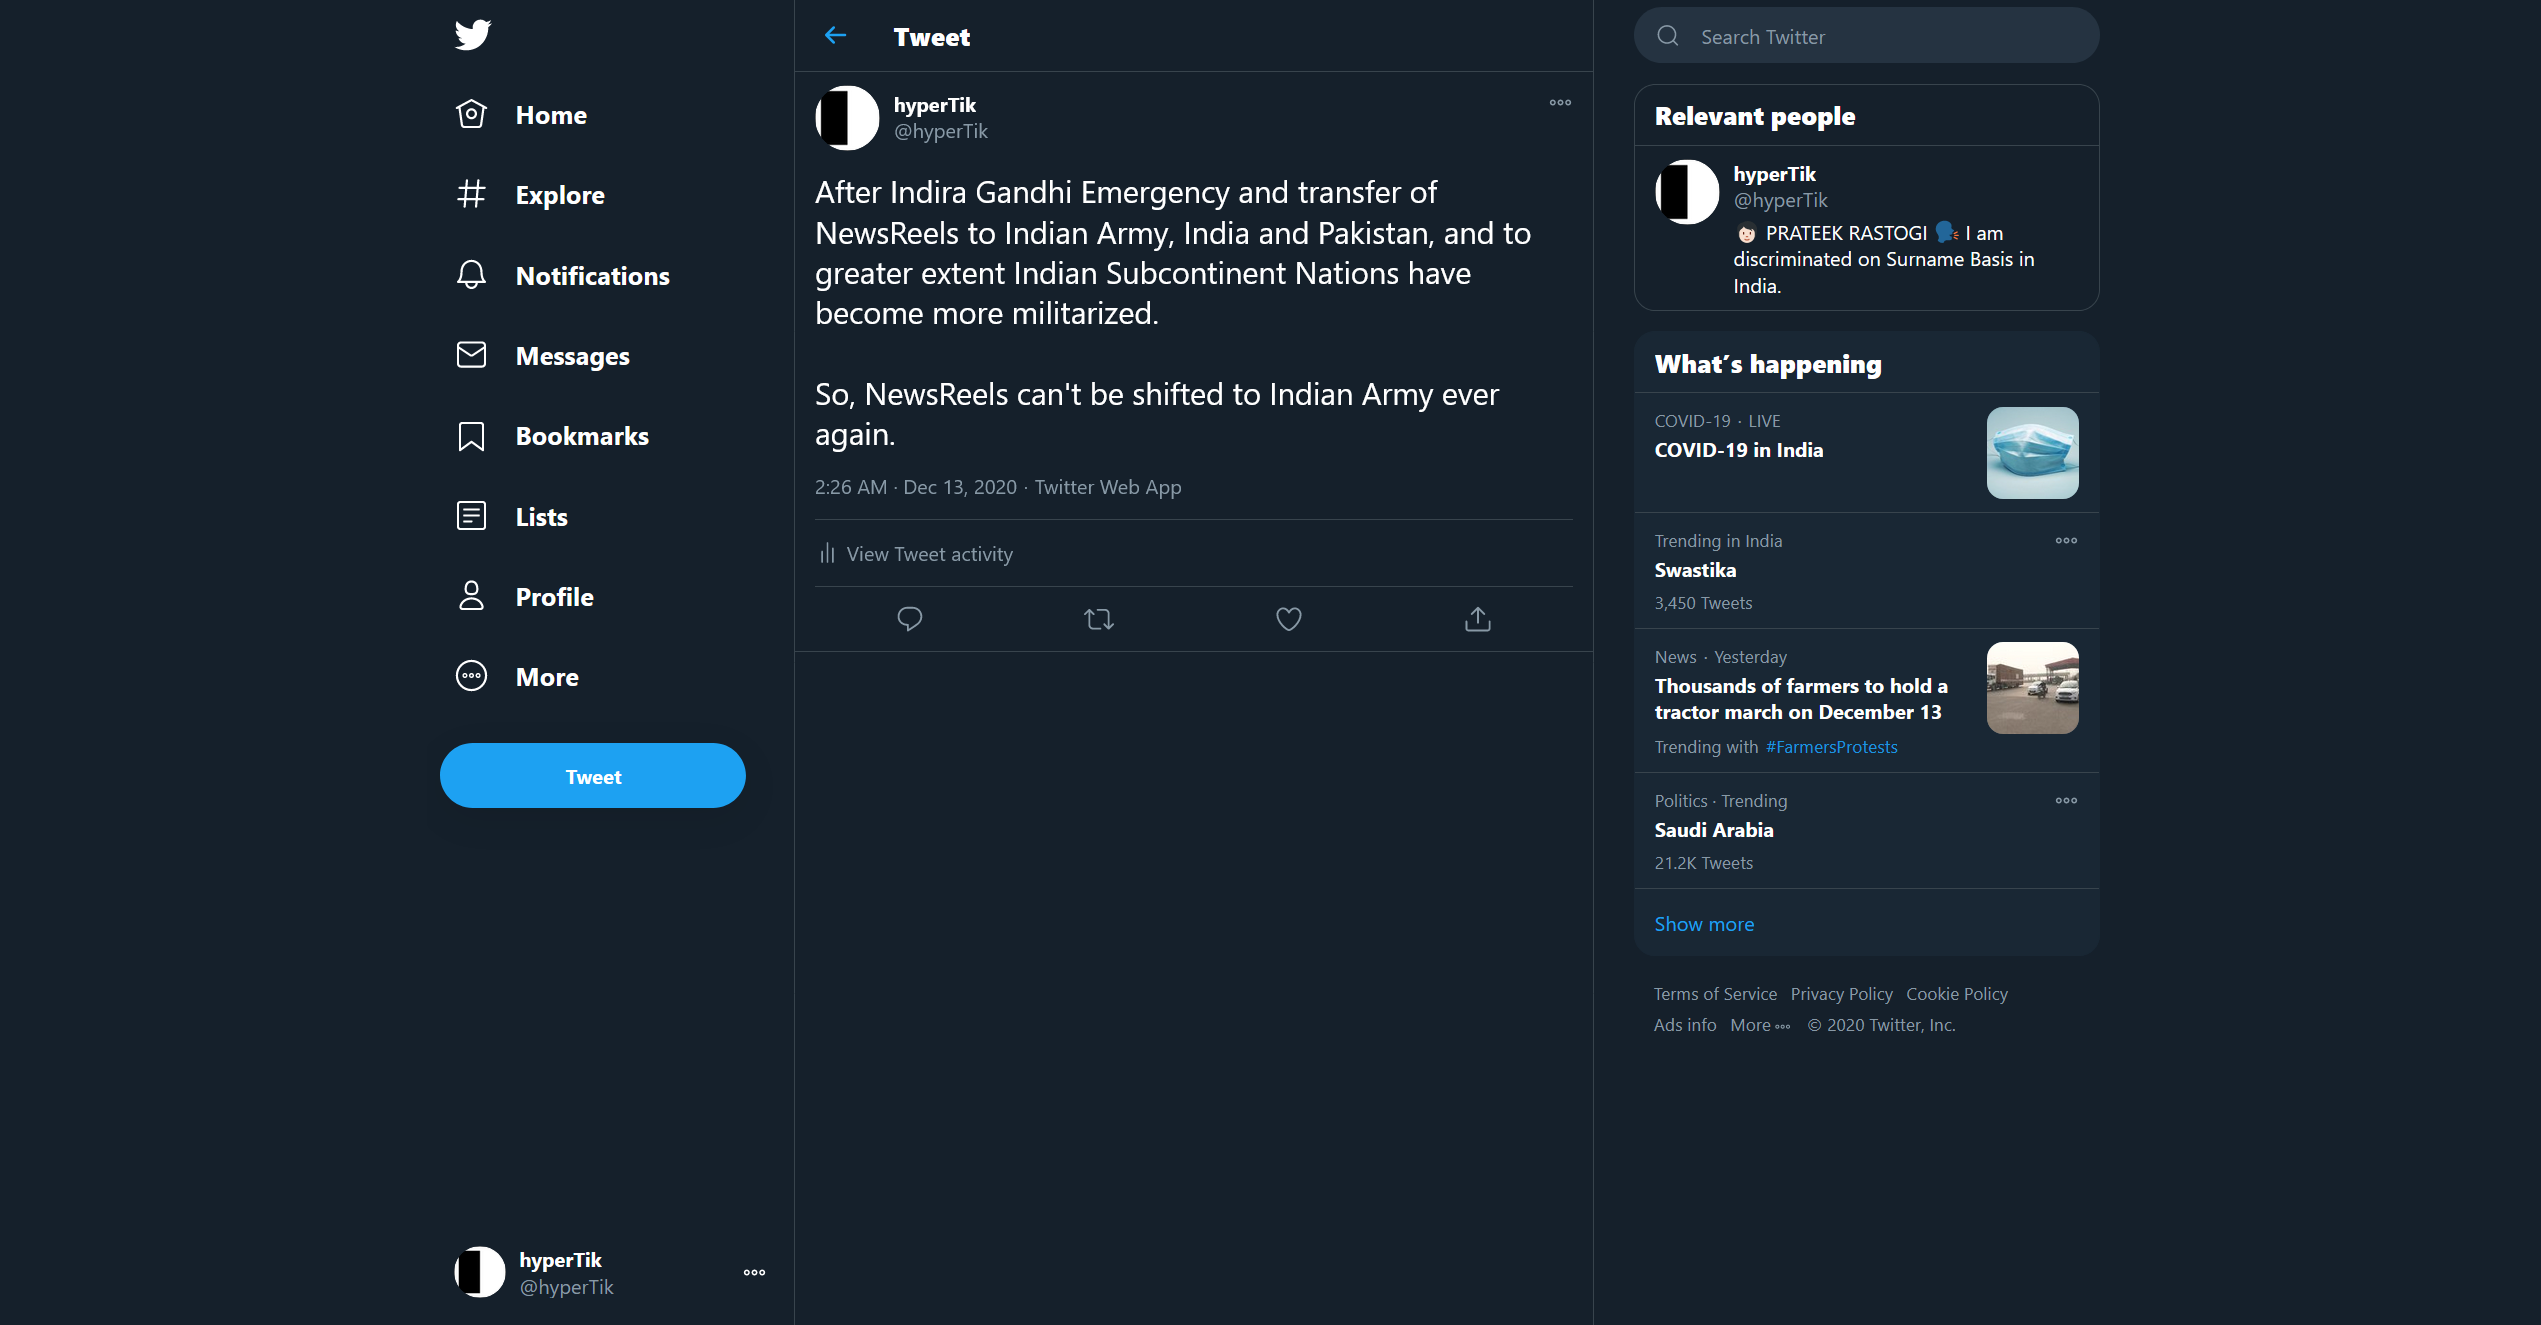 Home
Explore
Notifications
Messages
Bookmarks
Lists
Profile
More
Tweet
hyperTik
@hyperTik
Tweet
hyperTik
@hyperTik
After Indira Gandhi Emergency and transfer of
NewsReels to Indian Army, India and Pakistan, and to
greater extent Indian Subcontinent Nations have
become more militarized.
So, NewsReels can't be shifted to Indian Army ever
again.
2:26 AM · Dec 13, 2020 · Twitter Web App
View Tweet activity
Search Twitter
Relevant people
hyperTik
@hyperTik
PRATEEK RASTOGI I am
discriminated on Surname Basis in
India.
What's happening
COVID-19 · LIVE
COVID-19 in India
Trending in India
Swastika
3,450 Tweets
News · Yesterday
Thousands of farmers to hold a
tractor march on December 13
Trending with #FarmersProtests
Politics · Trending
Saudi Arabia
21.2K Tweets
Show more
Terms of Service Privacy Policy Cookie Policy
Ads info More © 2020 Twitter, Inc.